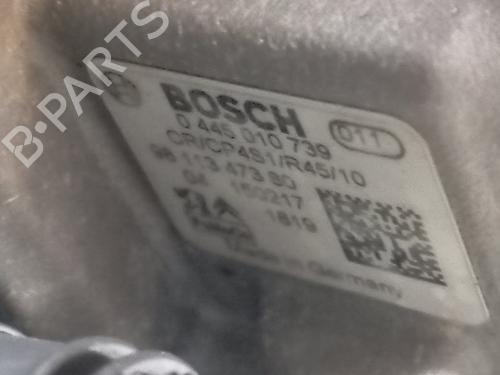 B-PARTS
BOSCH
0 445 010 739
011
CR/CP4S1/R45/10
98 113 473 80
04 150217
1819
Made in Germany